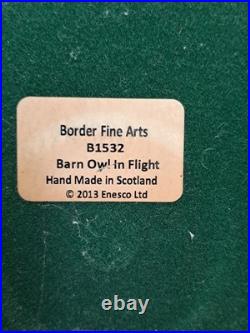 Border Fine Arts
B1532
Barn Owl In Flight
Hand Made in Scotland
© 2013 Enesco Ltd